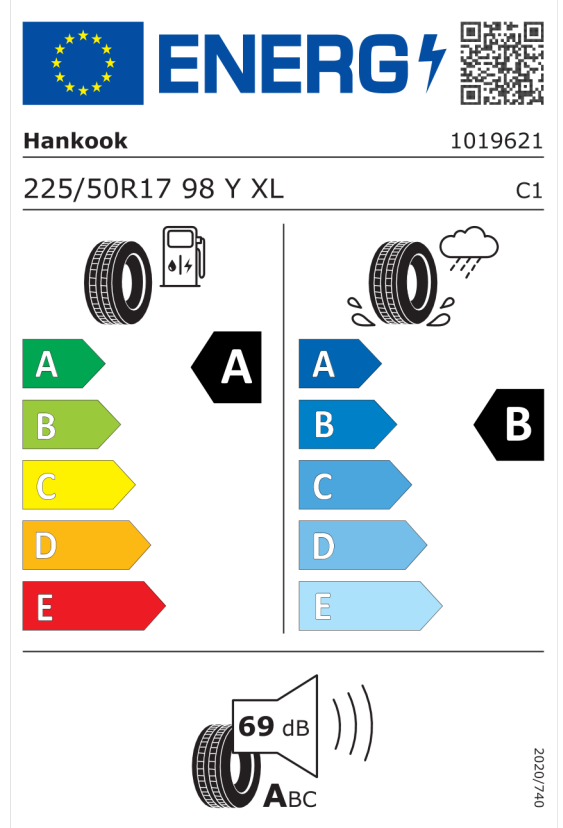 ENERG
Hankook 1019621
225/50R17 98 Y XL C1
A A A
B B B
C C
D D
E E
69 dB
ABC
2020/740